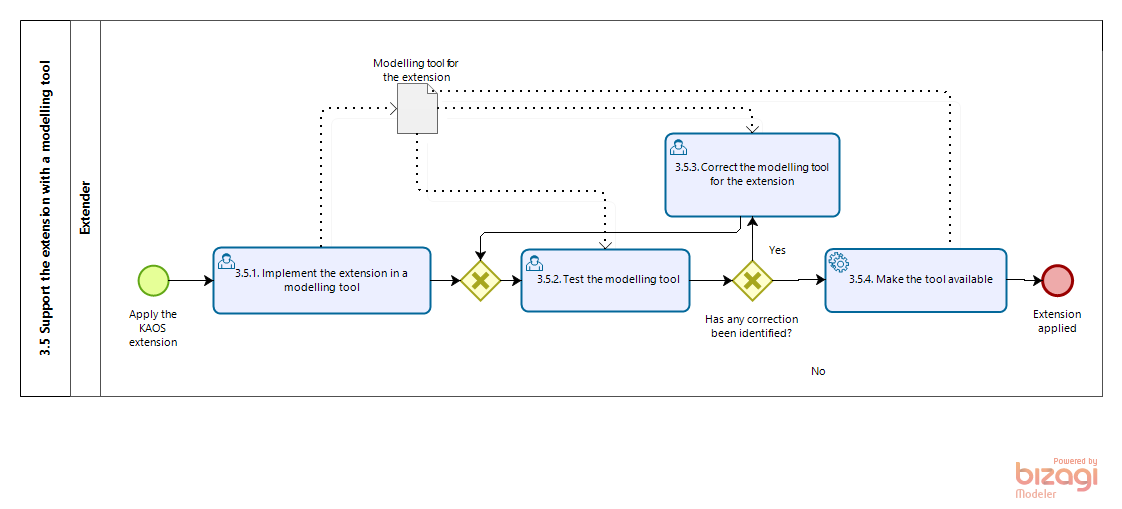 3.5 Support the extension with a modelling tool
Extender
Modelling tool for
the extension
3.5.3. Correct the modelling tool
for the extension
Yes
3.5.1. Implement the extension in a
modelling tool
3.5.2. Test the modelling tool
3.5.4. Make the tool available
Apply the
KAOS
extension
Has any correction
been identified?
Extension
applied
No
Powered by
bizagi
Modeler